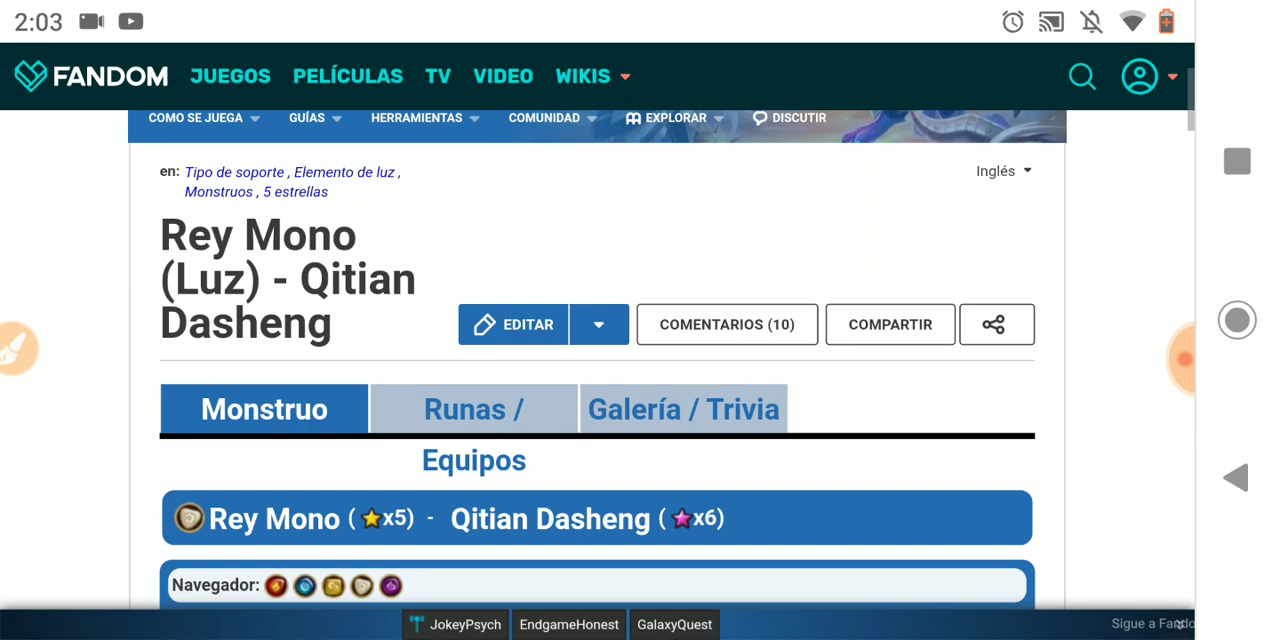 2:03
FANDOM JUEGOS PELÍCULAS TV VIDEO WIKIS
COMO SE JUEGA GUÍAS HERRAMIENTAS COMUNIDAD EXPLORAR DISCUTIR
en: Tipo de soporte , Elemento de luz ,
Monstruos , 5 estrellas
Inglés
Rey Mono
(Luz) - Qitian
Dasheng
EDITAR COMENTARIOS (10) COMPARTIR
Monstruo Runas / Galería / Trivia
Equipos
Rey Mono ( x5) - Qitian Dasheng ( x6)
Navegador:
JokeyPsych EndgameHonest GalaxyQuest Sigue a Fando